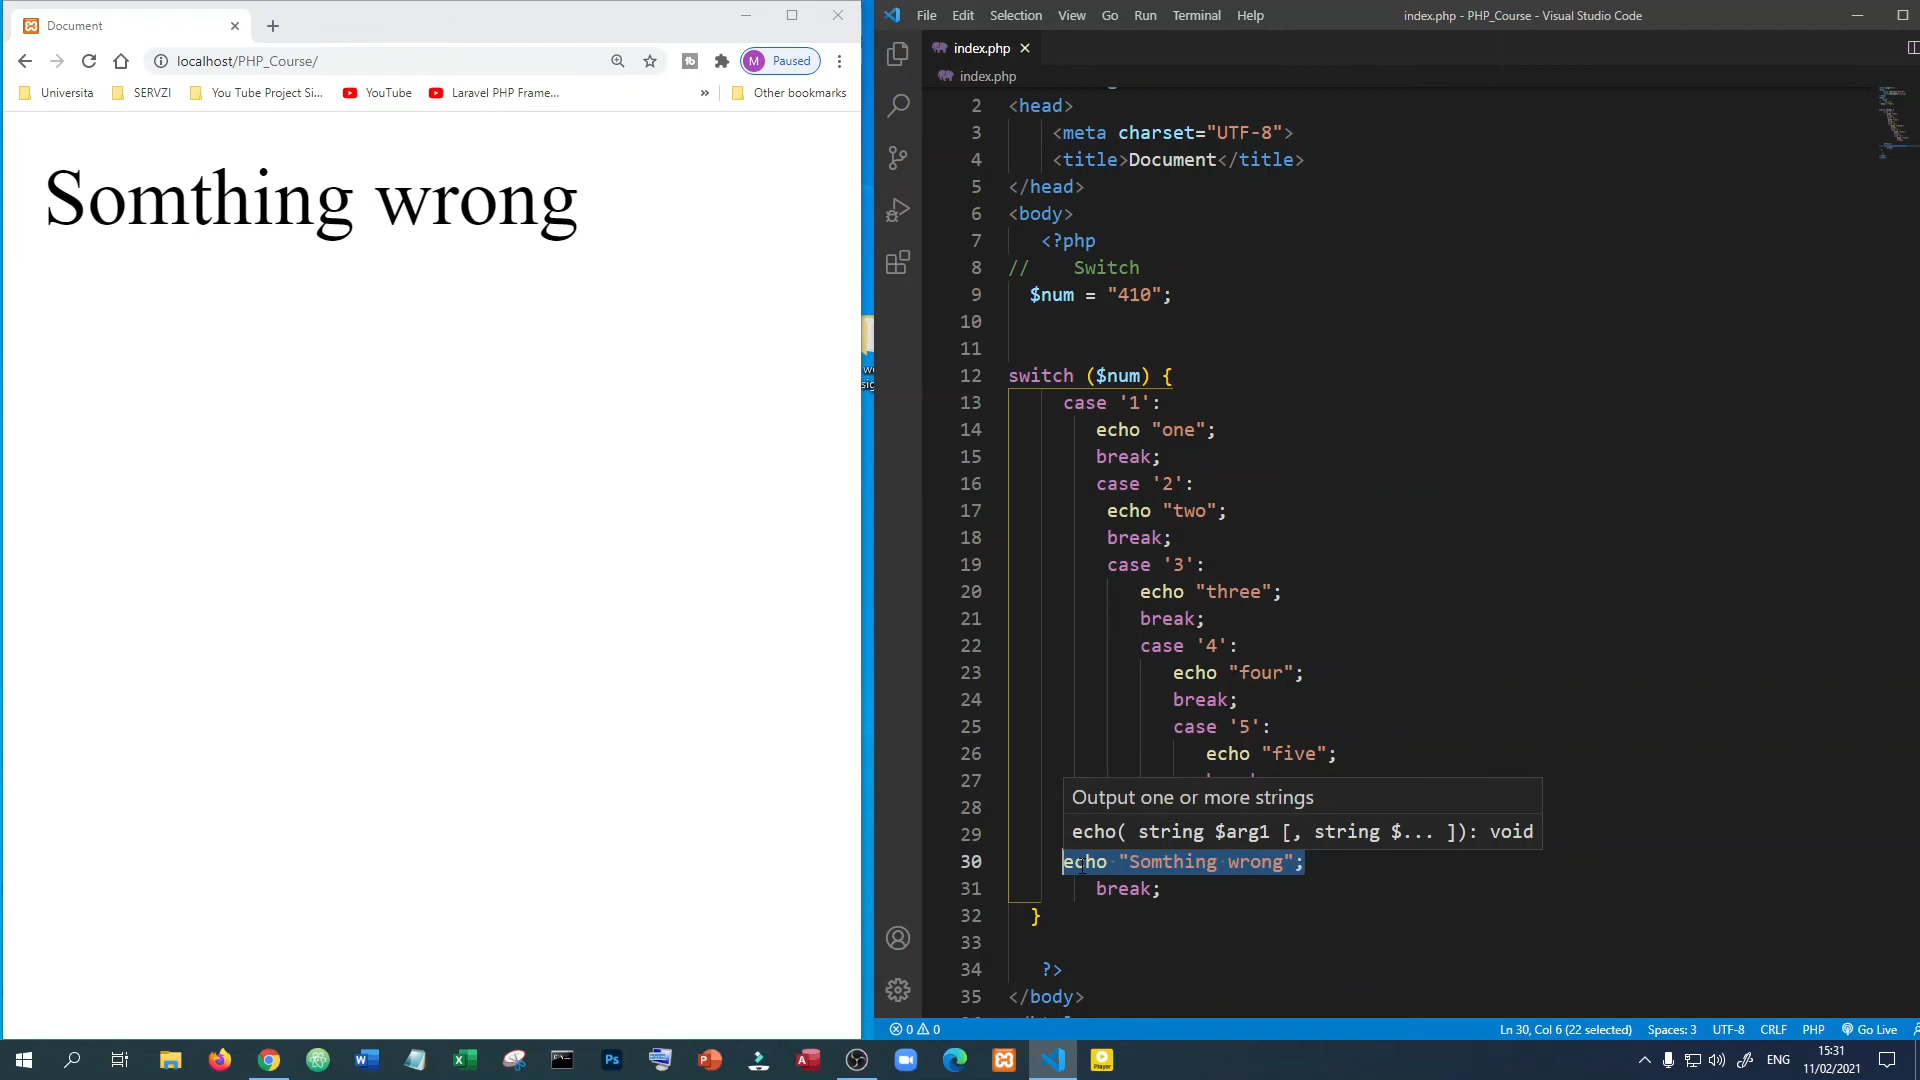 Document
localhost/PHP_Course/
M Paused
Universita SERVZI You Tube Project Si... YouTube Laravel PHP Frame... » Other bookmarks
Somthing wrong
File Edit Selection View Go Run Terminal Help index.php - PHP_Course - Visual Studio Code
index.php
index.php
2 <head>
3 <meta charset="UTF-8">
4 <title>Document</title>
5 </head>
6 <body>
7 <?php
8 // Switch
9 $num = "410";
10
11
12 switch ($num) {
13 case '1':
14 echo "one";
15 break;
16 case '2':
17 echo "two";
18 break;
19 case '3':
20 echo "three";
21 break;
22 case '4':
23 echo "four";
24 break;
25 case '5':
26 echo "five";
27
28
29
Output one or more strings
echo( string $arg1 [, string $... ]): void
30 echo "Somthing wrong";
31 break;
32 }
33
34 ?>
35 </body>
0 0 Ln 30, Col 6 (22 selected) Spaces: 3 UTF-8 CRLF PHP Go Live
ENG
15:31
11/02/2021